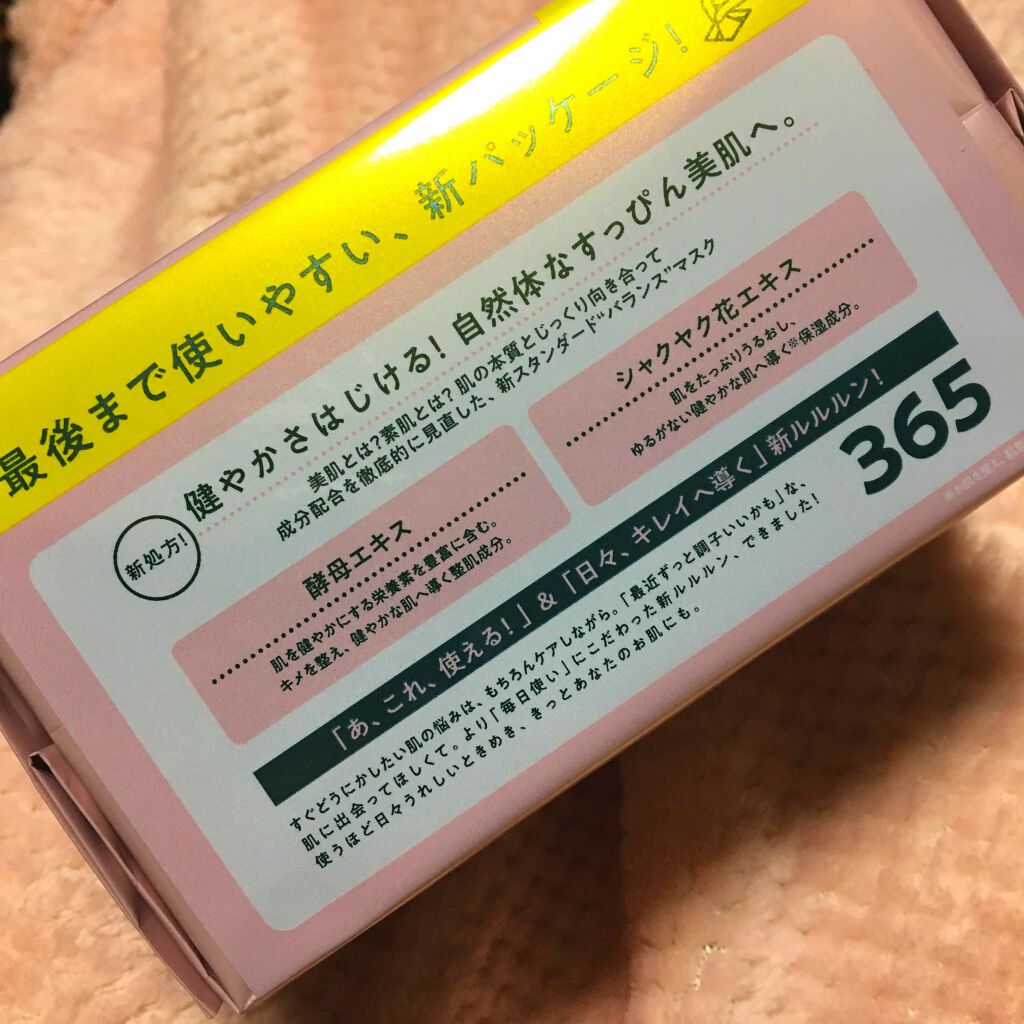 最後まで使いやすい、新パッケージ!
新処方!
健やかさはじける!自然体なすっぴん美肌へ。
美肌とは?素肌とは?肌の本質とじっくり向き合って
成分配合を徹底的に見直した、新スタンダード"バランス"マスク
酵母エキス
肌を健やかにする栄養素を豊富に含む。
キメを整え、健やかな肌へ導く整肌成分。
シャクヤク花エキス
肌をたっぷりうるおし、
ゆるがない健やかな肌へ導く※保湿成分。
「あ、これ、使える!」&「日々、キレイへ導く」新ルルルン!
365
すぐどうにかしたい肌の悩みは、もちろんケアしながら。「最近ずっと調子いいかも」な、
肌に出会ってほしくて。より「毎日使い」にこだわった新ルルルン、できました!
使うほど日々うれしいときめき、きっとあなたのお肌にも。